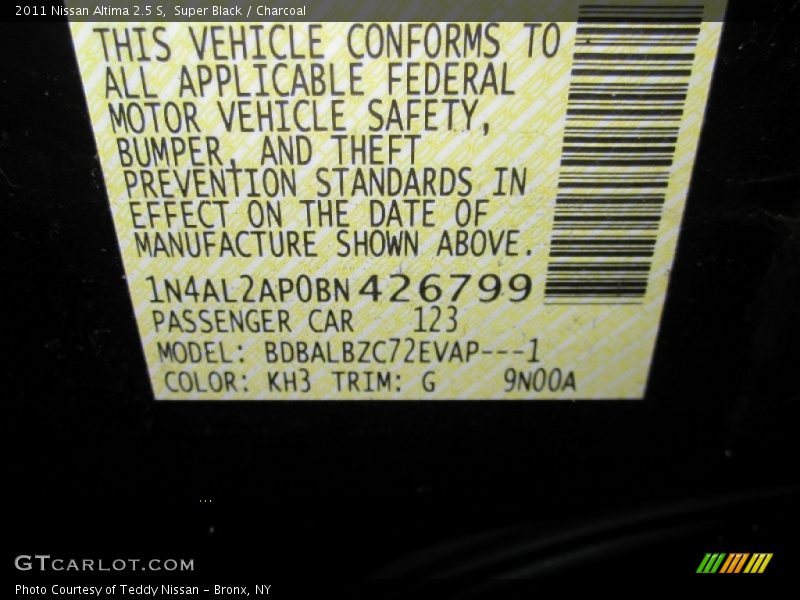 2011 Nissan Altima 2.5 S, Super Black / Charcoal
THIS VEHICLE CONFORMS TO
ALL APPLICABLE FEDERAL
MOTOR VEHICLE SAFETY,
BUMPER, AND THEFT
PREVENTION STANDARDS IN
EFFECT ON THE DATE OF
MANUFACTURE SHOWN ABOVE.
1N4AL2AP0BN426799
PASSENGER CAR 123
MODEL: BDBALBZC72EVAP---1
COLOR: KH3 TRIM: G 9N00A
...
GTCARLOT.COM
Photo Courtesy of Teddy Nissan – Bronx, NY